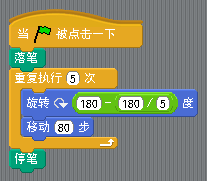 当 被点击一下
落笔
重复执行 5 次
旋转 180 - 180 / 5 度
移动 80 步
停笔